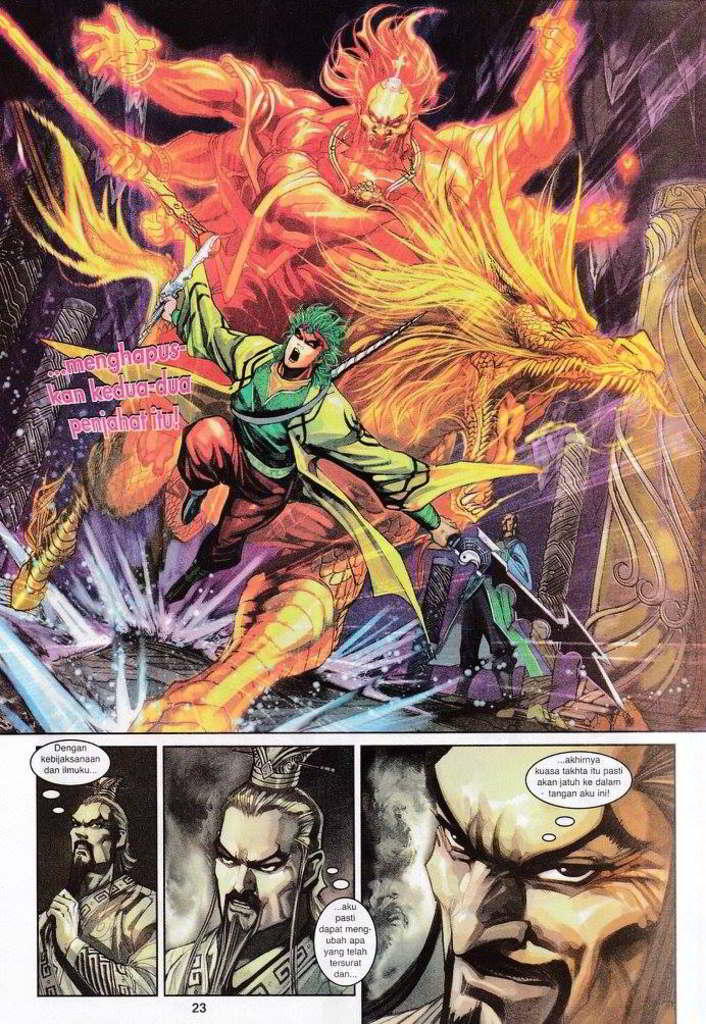 ...menghapus-
kan kedua-dua
penjahat itu!
Dengan
kebijaksanaan
dan ilmuku...
...aku
pasti
dapat meng-
ubah apa
yang telah
tersurat
dan...
...akhirnya
kuasa takhta itu pasti
akan jatuh ke dalam
tangan aku ini!
23